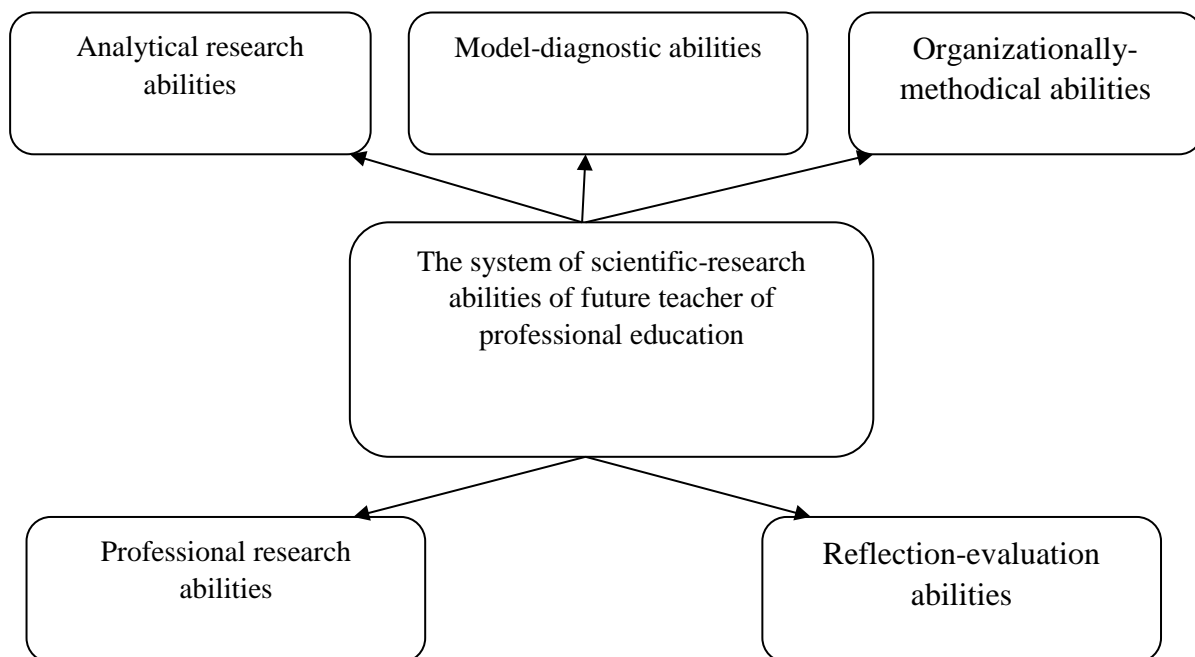 Analytical research
abilities
Model-diagnostic abilities
Organizationally-
methodical abilities
The system of scientific-research
abilities of future teacher of
professional education
Professional research
abilities
Reflection-evaluation
abilities